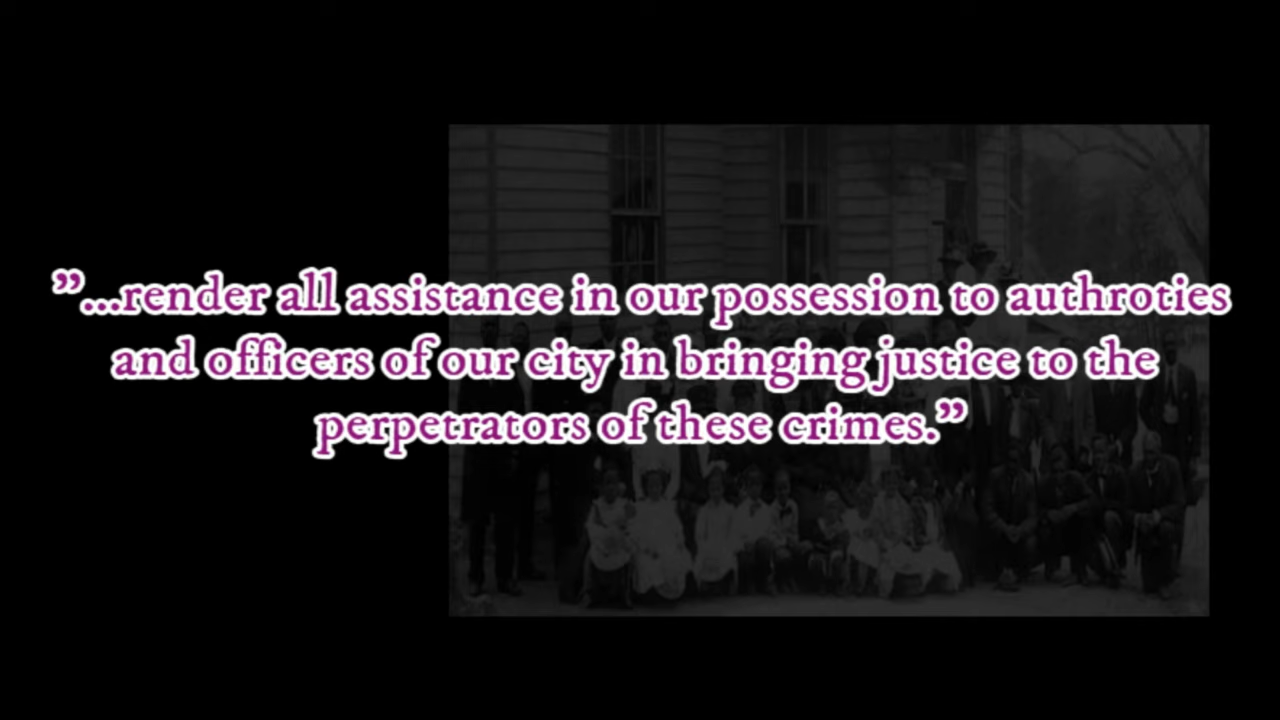 ”...render all assistance in our possession to authroties
and officers of our city in bringing justice to the
perpetrators of these crimes.”